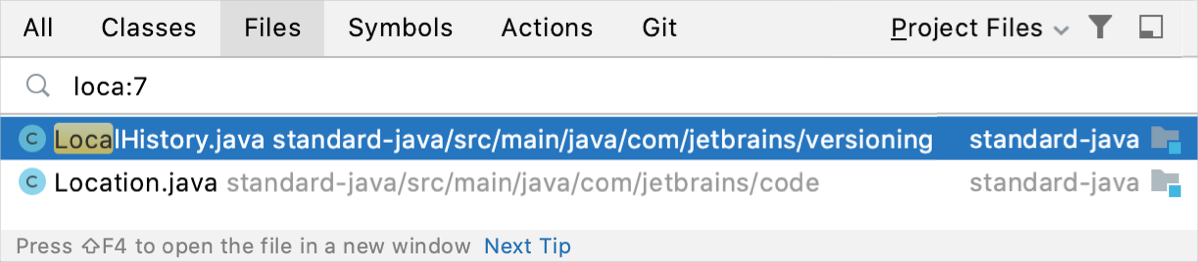 All Classes Files Symbols Actions Git Project Files
loca:7
C LocalHistory.java standard-java/src/main/java/com/jetbrains/versioning standard-java
C Location.java standard-java/src/main/java/com/jetbrains/code standard-java
Press ⇧F4 to open the file in a new window Next Tip